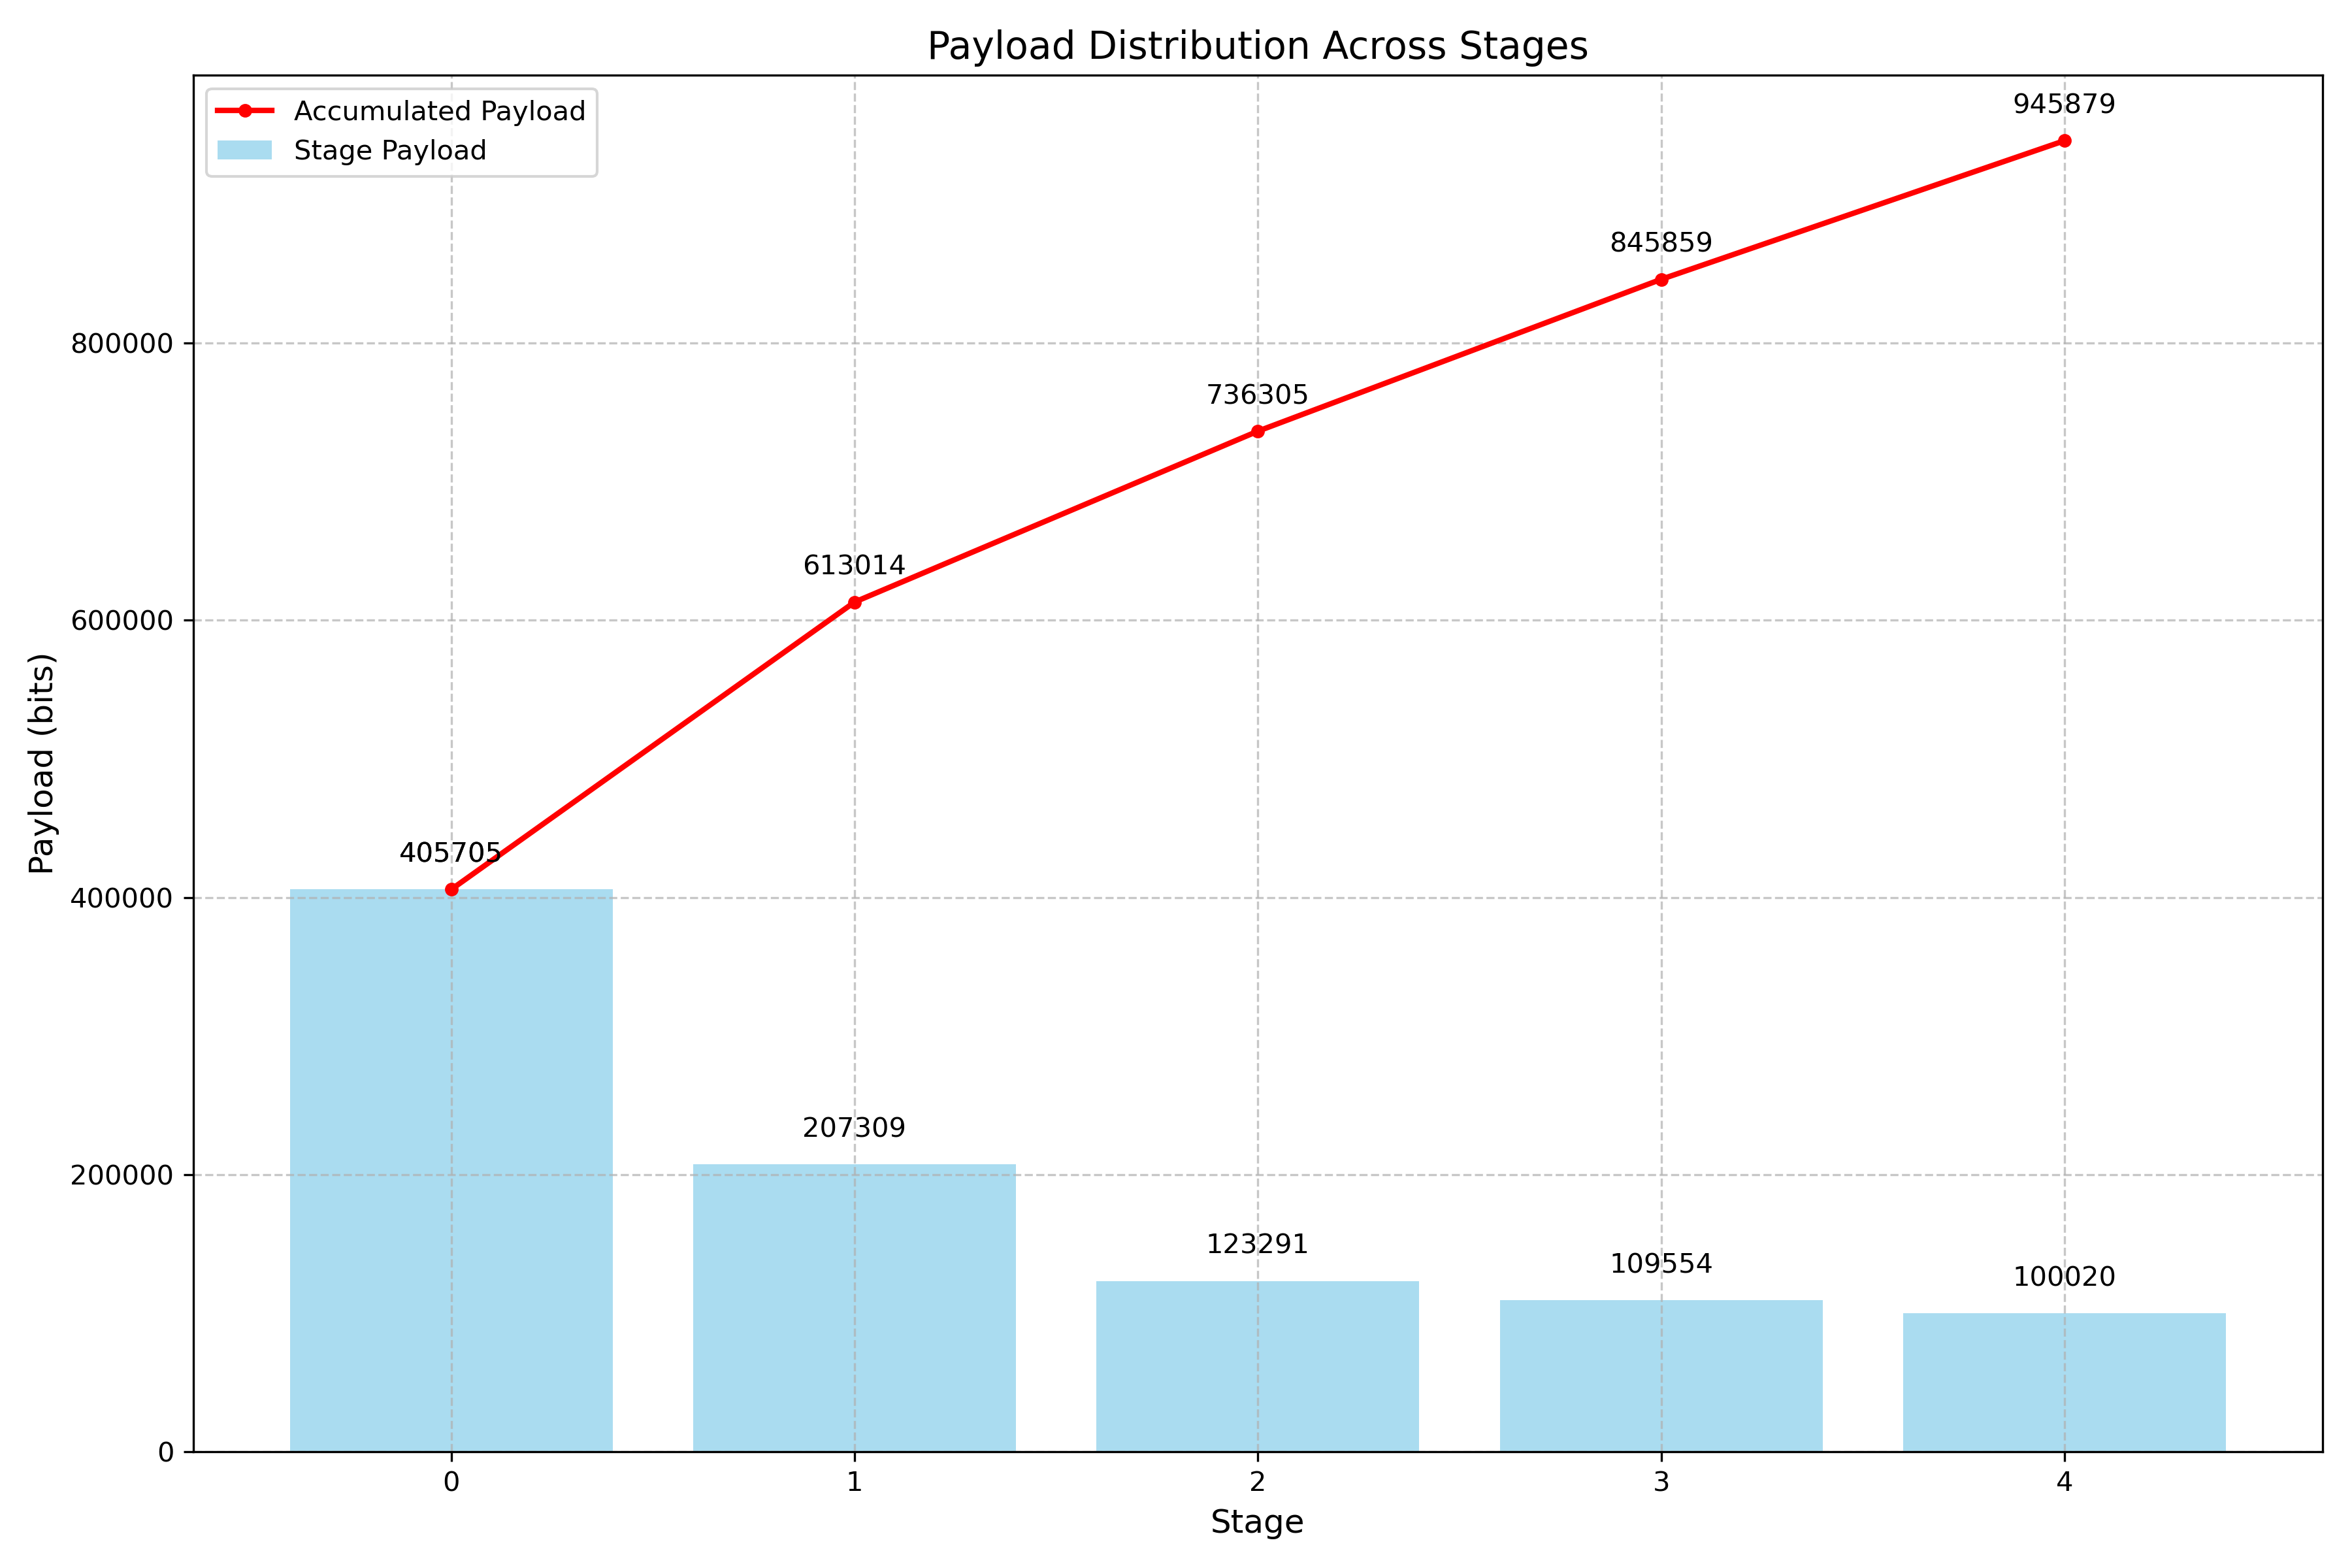 Payload Distribution Across Stages
Accumulated Payload
Stage Payload
945879
845859
800000
736305
613014
600000
405705
400000
207309
200000
123291
109554
100020
0
0 1 2 3 4
Payload (bits)
Stage